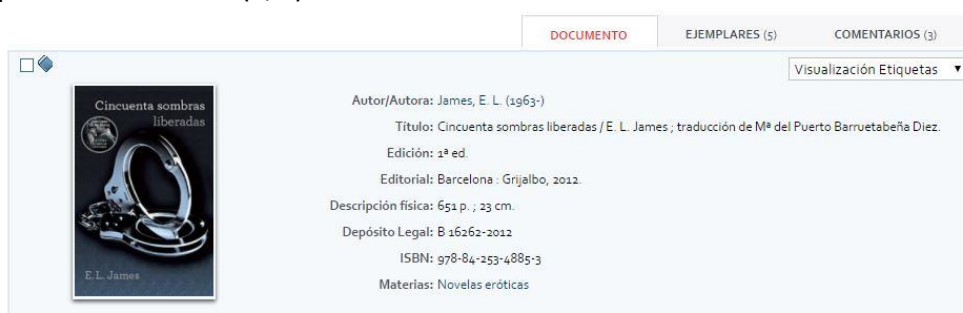 DOCUMENTO
EJEMPLARES (5)
COMENTARIOS (3)
Visualización Etiquetas
Cincuenta sombras
liberadas
E.L. James
Autor/Autora: James, E. L. (1963-)
Título: Cincuenta sombras liberadas / E. L. James ; traducción de Mª del Puerto Barruetabeña Diez.
Edición: 1ª ed.
Editorial: Barcelona : Grijalbo, 2012.
Descripción física: 651 p. ; 23 cm.
Depósito Legal: B 16262-2012
ISBN: 978-84-253-4885-3
Materias: Novelas eróticas